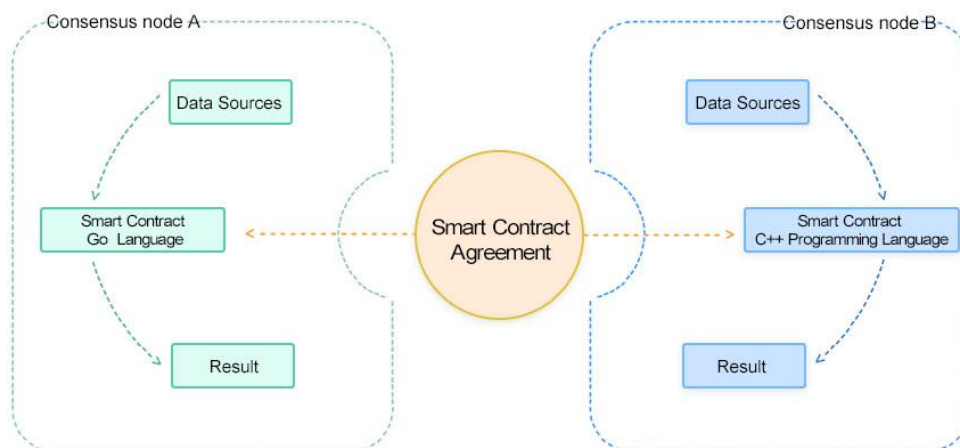 Consensus node A
Consensus node B
Data Sources
Data Sources
Smart Contract
Go Language
Smart Contract
Agreement
Smart Contract
C++ Programming Language
Result
Result